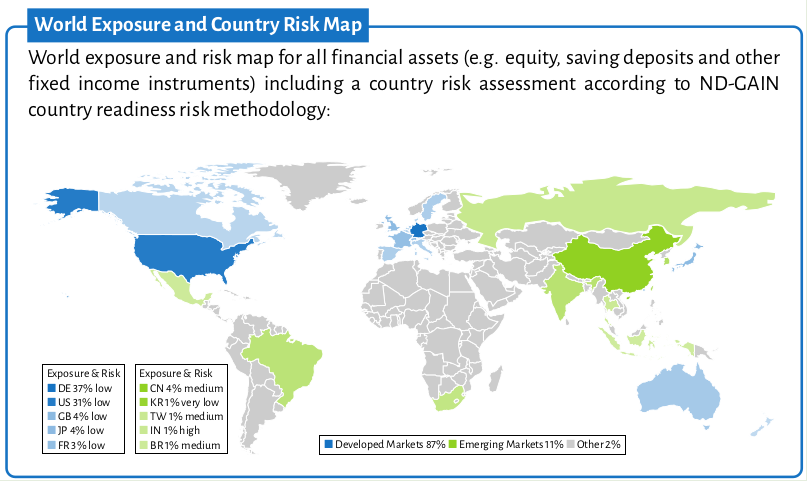 World Exposure and Country Risk Map
World exposure and risk map for all financial assets (e.g. equity, saving deposits and other
fixed income instruments) including a country risk assessment according to ND-GAIN
country readiness risk methodology:
Exposure & Risk
DE 37% low
US 31% low
GB 4% low
JP 4% low
FR 3% low
Exposure & Risk
CN 4% medium
KR 1% very low
TW 1% medium
IN 1% high
BR 1% medium
Developed Markets 87% Emerging Markets 11% Other 2%